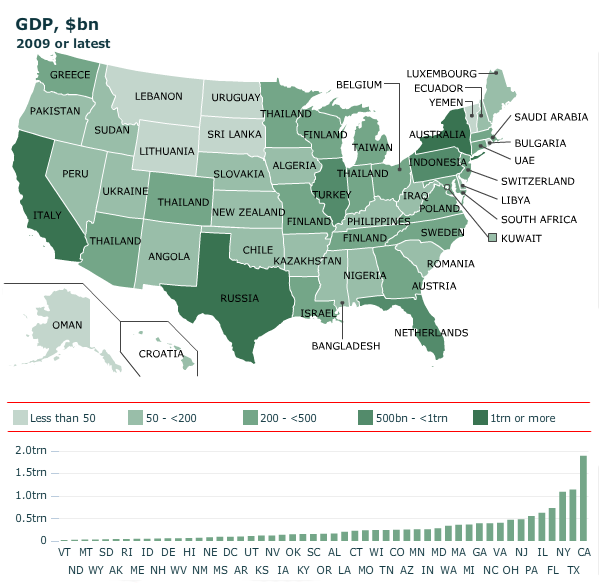 GDP, $bn
2009 or latest
GREECE
LEBANON
URUGUAY
BELGIUM
LUXEMBOURG
ECUADOR
YEMEN
PAKISTAN
SUDAN
THAILAND
SRI LANKA
FINLAND
TAIWAN
AUSTRALIA
SAUDI ARABIA
BULGARIA
UAE
LITHUANIA
ALGERIA
THAILAND
INDONESIA
SWITZERLAND
PERU
UKRAINE
SLOVAKIA
TURKEY
IRAQ
LIBYA
THAILAND
NEW ZEALAND
FINLAND
PHILIPPINES
POLAND
SOUTH AFRICA
ITALY
THAILAND
ANGOLA
CHILE
KAZAKHSTAN
FINLAND
SWEDEN
KUWAIT
NIGERIA
ROMANIA
AUSTRIA
RUSSIA
ISRAEL
OMAN
NETHERLANDS
CROATIA
BANGLADESH
Less than 50
50 - <200
200 - <500
500bn - <1trn
1trn or more
2.0trn
1.5trn
1.0trn
0.5trn
0
VT MT SD RI ID DE HI NE DC UT NV OK SC OR AL CT MO WI CO MN IN WA MA GA NC OH NJ IL NY CA
ND WY AK ME NH WV NM MS AR KS IA KY LA TN AZ MD MI VA PA FL TX